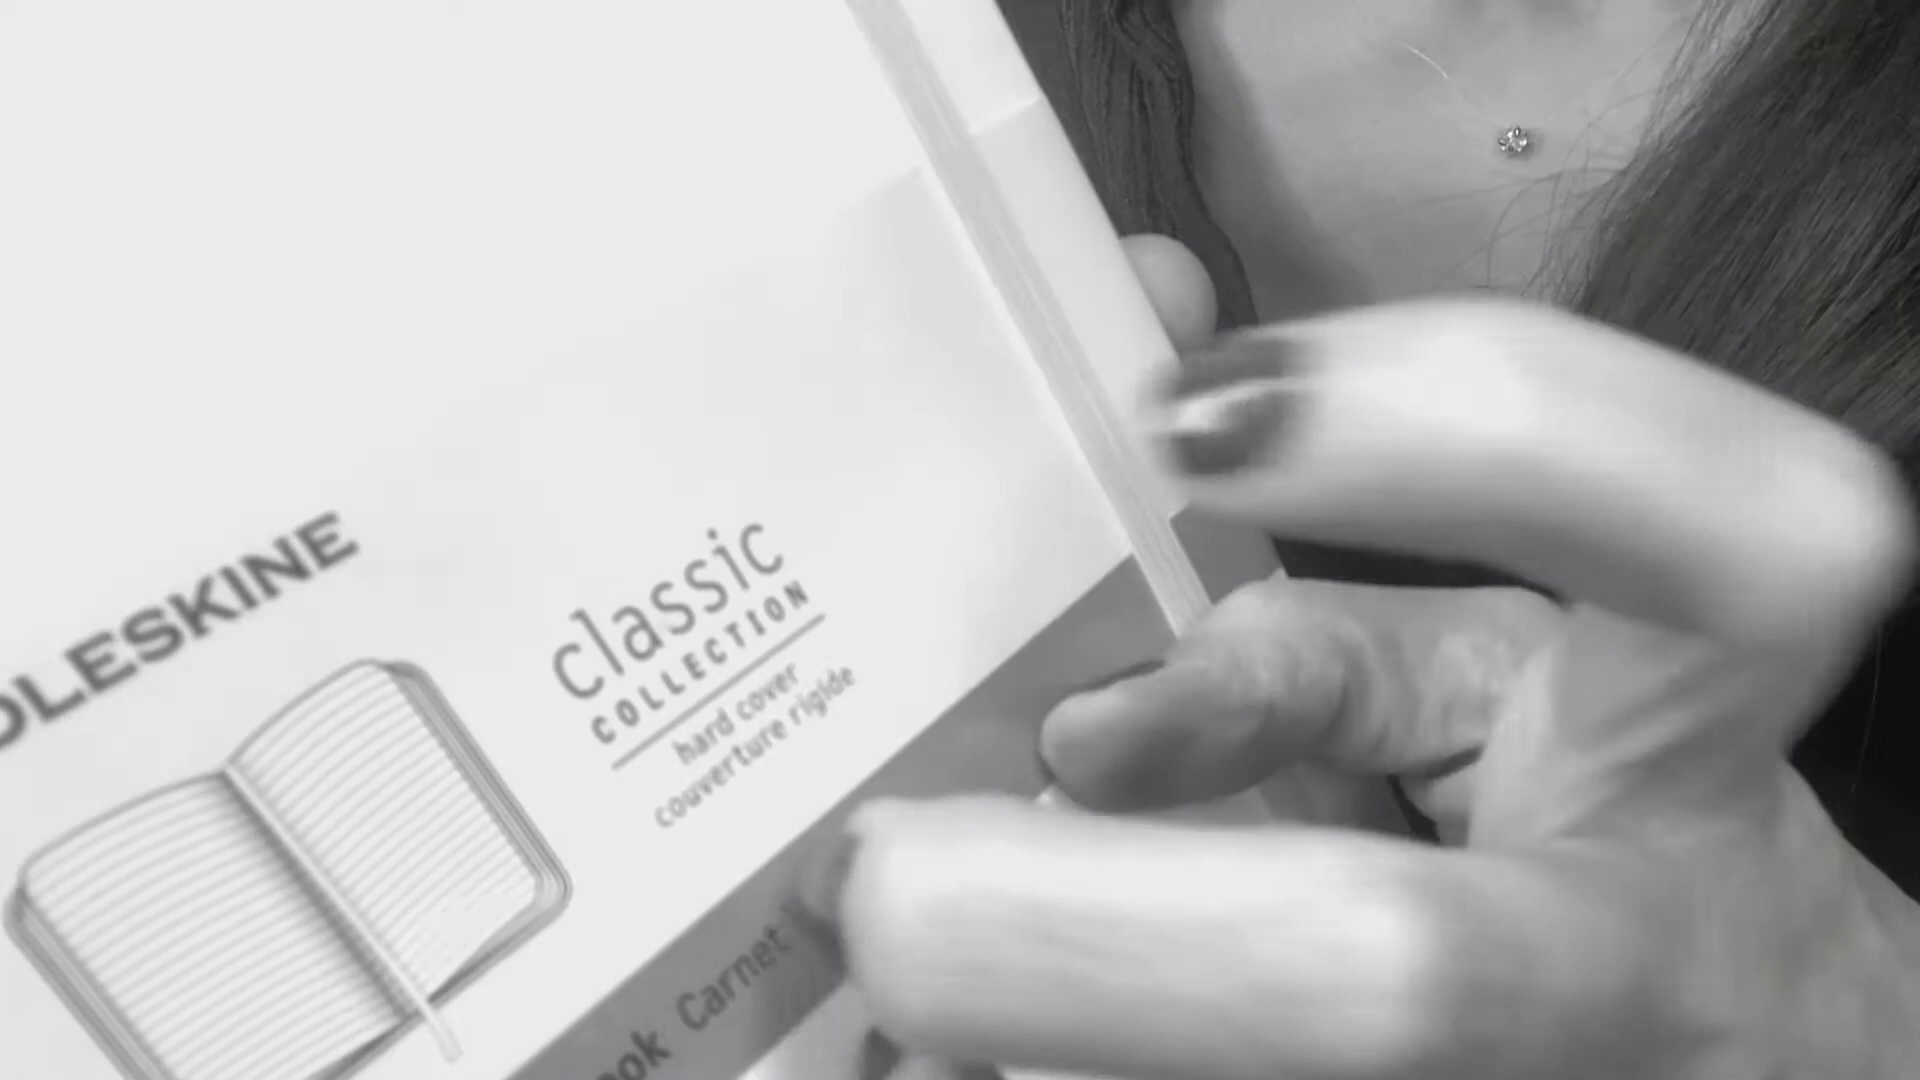 OLESKINE
classic
COLLECTION
hard cover
couverture rigide
ook Carnet